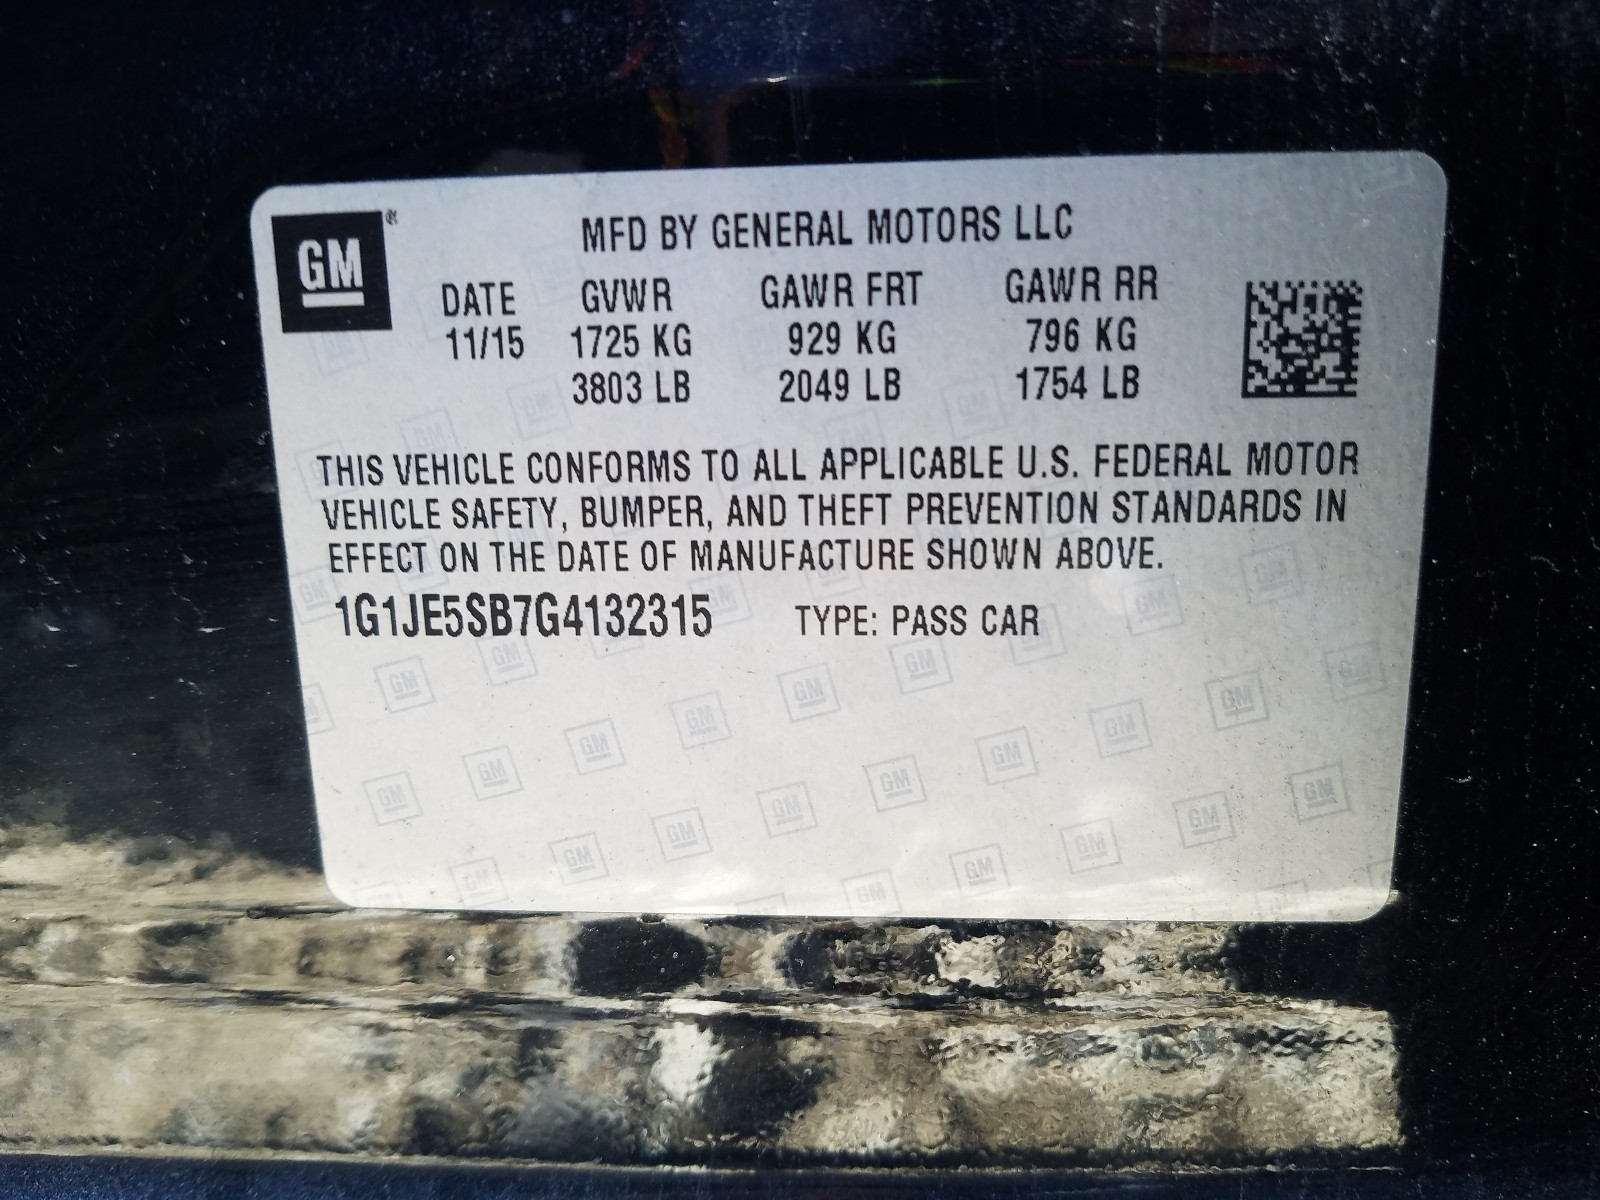 GM®
MFD BY GENERAL MOTORS LLC
DATE GVWR GAWR FRT GAWR RR
11/15 1725 KG 929 KG 796 KG
3803 LB 2049 LB 1754 LB
THIS VEHICLE CONFORMS TO ALL APPLICABLE U.S. FEDERAL MOTOR
VEHICLE SAFETY, BUMPER, AND THEFT PREVENTION STANDARDS IN
EFFECT ON THE DATE OF MANUFACTURE SHOWN ABOVE.
1G1JE5SB7G4132315 TYPE: PASS CAR